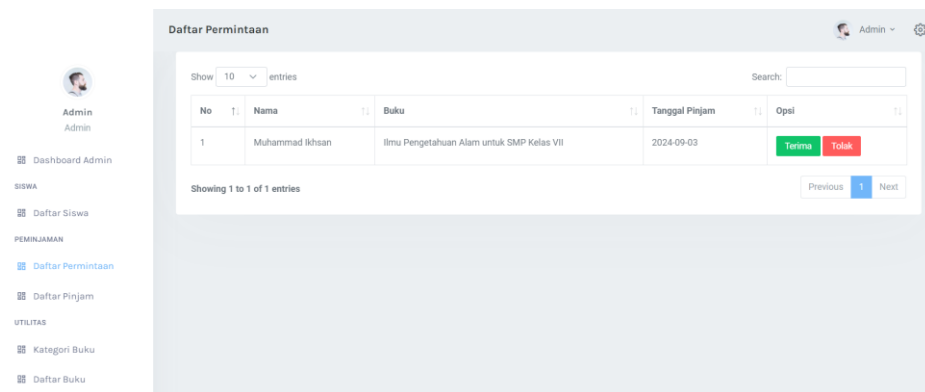 Daftar Permintaan
Admin
Admin
Admin
Dashboard Admin
SISWA
Daftar Siswa
PEMINJAMAN
Daftar Permintaan
Daftar Pinjam
UTILITAS
Kategori Buku
Daftar Buku
Show 10 entries
Search:
No Nama Buku Tanggal Pinjam Opsi
1 Muhammad Ikhsan Ilmu Pengetahuan Alam untuk SMP Kelas VII 2024-09-03 Terima Tolak
Showing 1 to 1 of 1 entries
Previous 1 Next